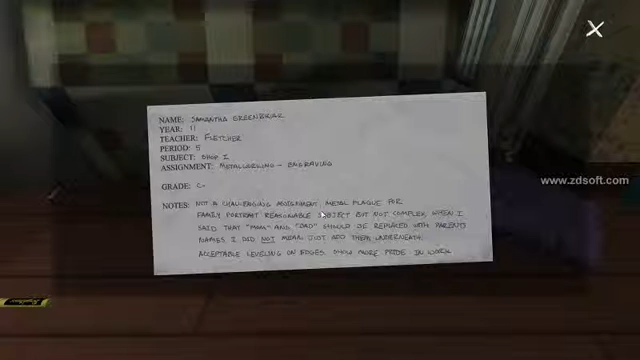 NAME: SAMANTHA GREENBRIAR
YEAR: 11
TEACHER: FLETCHER
PERIOD: 5
SUBJECT: SHOP I
ASSIGNMENT: METALWORKING - ENGRAVING
GRADE: C-
NOTES: NOT A CHALLENGING ASSIGNMENT. METAL PLAQUE FOR
FAMILY PORTRAIT REASONABLE SUBJECT BUT NOT COMPLEX. WHEN I
SAID THAT "MOM" AND "DAD" SHOULD BE REPLACED WITH PARENTS'
NAMES I DID NOT MEAN JUST ADD THEM UNDERNEATH.
ACCEPTABLE LEVELING ON EDGES. SHOW MORE PRIDE IN WORK
www.zdsoft.com